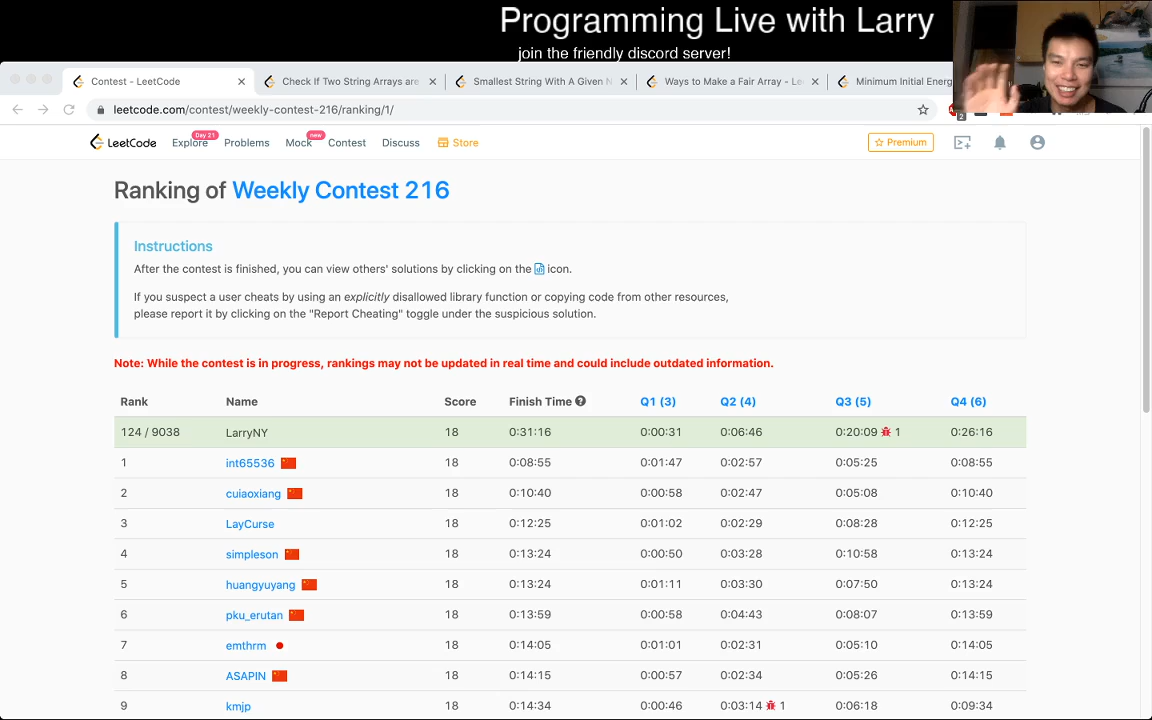 Programming Live with Larry
join the friendly discord server!
Contest - LeetCode
Check If Two String Arrays are
Smallest String With A Given N
Ways to Make a Fair Array - Le
Minimum Initial Energ
leetcode.com/contest/weekly-contest-216/ranking/1/
2
LeetCode
Explore Day 21
Problems
Mock new
Contest
Discuss
Store
Premium
Ranking of Weekly Contest 216
Instructions
After the contest is finished, you can view others' solutions by clicking on the icon.
If you suspect a user cheats by using an explicitly disallowed library function or copying code from other resources,
please report it by clicking on the "Report Cheating" toggle under the suspicious solution.
Note: While the contest is in progress, rankings may not be updated in real time and could include outdated information.
Rank Name Score Finish Time Q1 (3) Q2 (4) Q3 (5) Q4 (6)
124 / 9038 LarryNY 18 0:31:16 0:00:31 0:06:46 0:20:09 1 0:26:16
1 int65536 18 0:08:55 0:01:47 0:02:57 0:05:25 0:08:55
2 cuiaoxiang 18 0:10:40 0:00:58 0:02:47 0:05:08 0:10:40
3 LayCurse 18 0:12:25 0:01:02 0:02:29 0:08:28 0:12:25
4 simpleson 18 0:13:24 0:00:50 0:03:28 0:10:58 0:13:24
5 huangyuyang 18 0:13:24 0:01:11 0:03:30 0:07:50 0:13:24
6 pku_erutan 18 0:13:59 0:00:58 0:04:43 0:08:07 0:13:59
7 emthrm 18 0:14:05 0:01:01 0:02:31 0:05:10 0:14:05
8 ASAPIN 18 0:14:15 0:00:57 0:02:34 0:05:26 0:14:15
9 kmjp 18 0:14:34 0:00:46 0:03:14 1 0:06:18 0:09:34